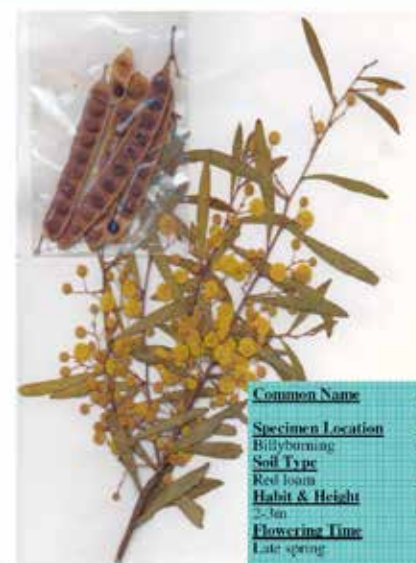 Common Name
Specimen Location
Billyburning
Soil Type
Red loam
Habit & Height
2-3m
Flowering Time
Late spring